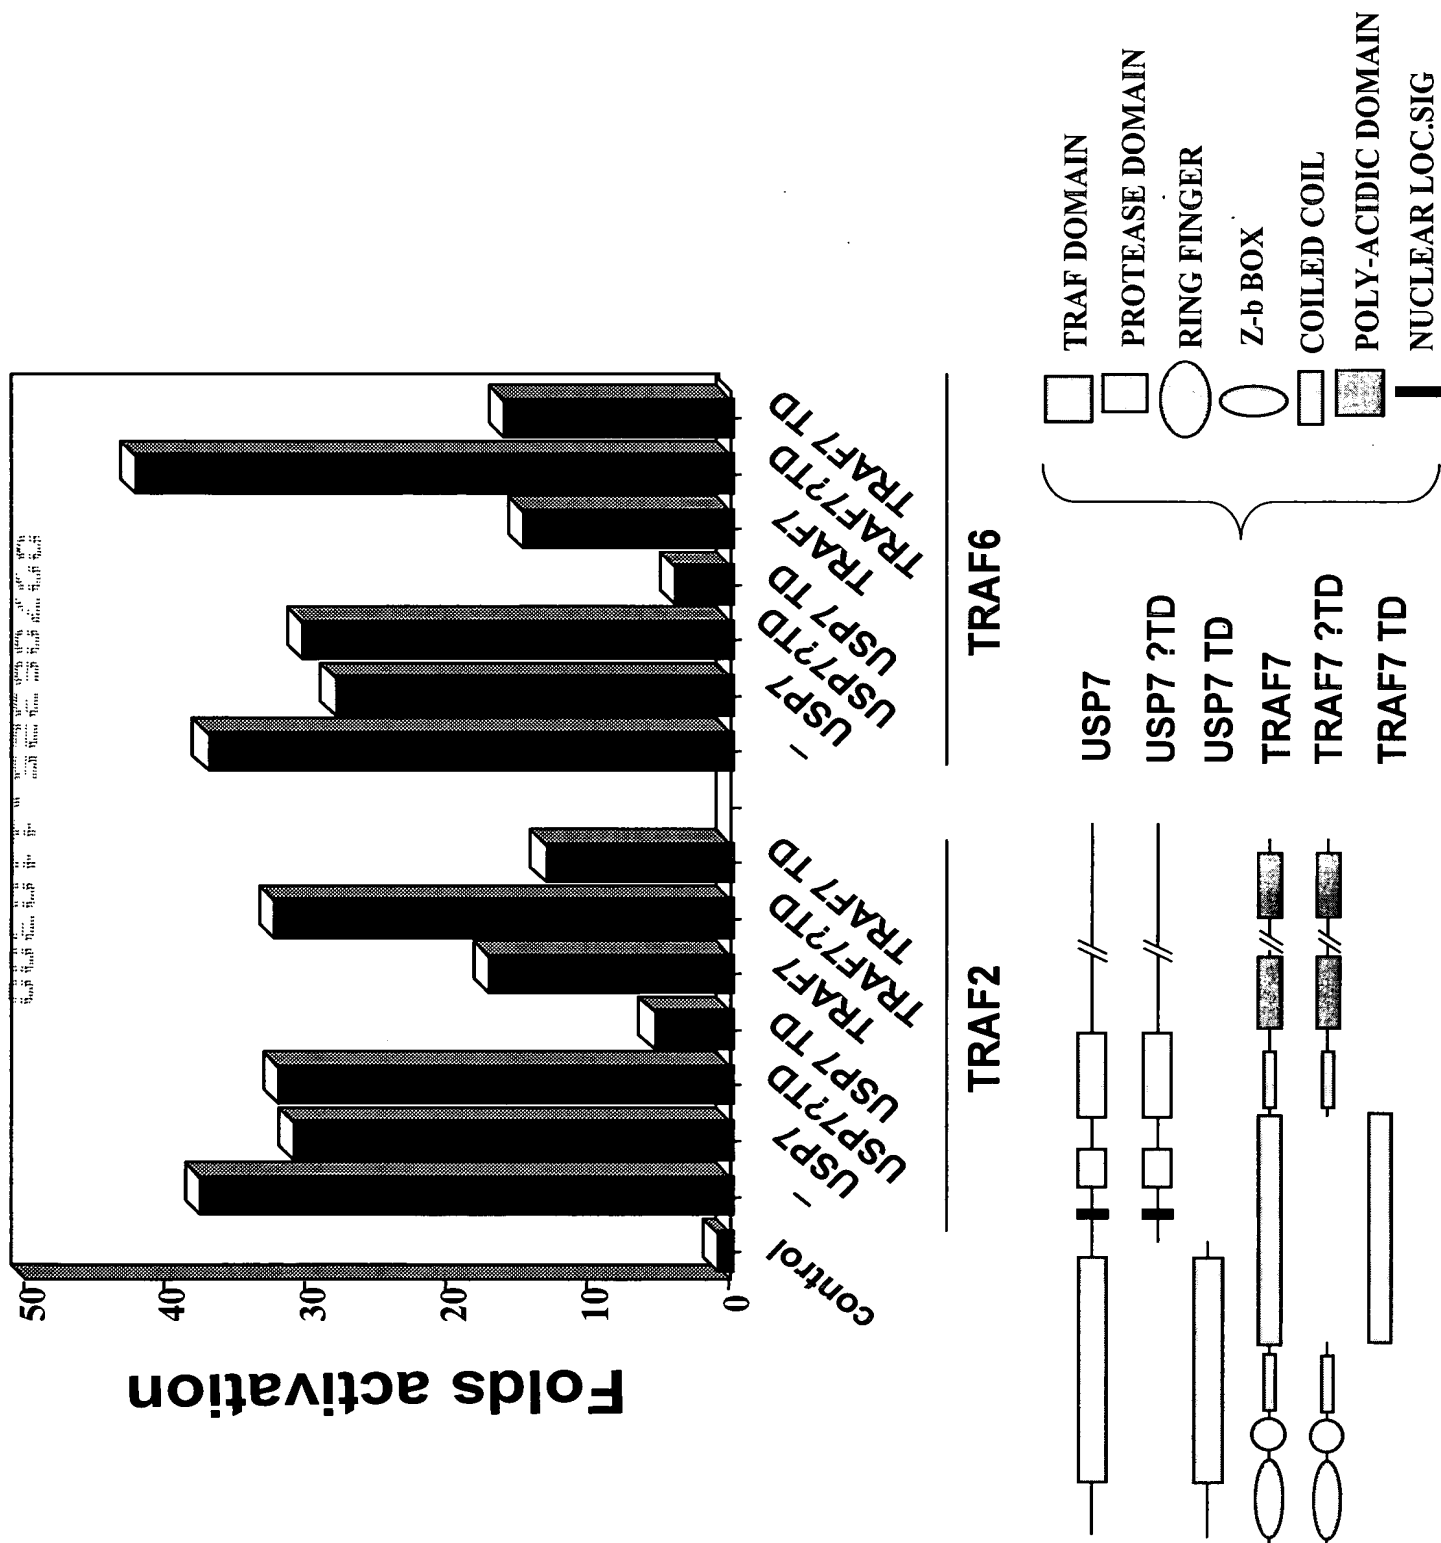 Folds activation
50
40
30
20
10
0
control
–
USP7
USP7?TD
USP7 TD
TRAF7
TRAF7?TD
TRAF7 TD
–
USP7
USP7?TD
USP7 TD
TRAF7
TRAF7?TD
TRAF7 TD
TRAF2
TRAF6
USP7
USP7 ?TD
USP7 TD
TRAF7
TRAF7 ?TD
TRAF7 TD
TRAF DOMAIN
PROTEASE DOMAIN
RING FINGER
Z-b BOX
COILED COIL
POLY-ACIDIC DOMAIN
NUCLEAR LOC.SIG